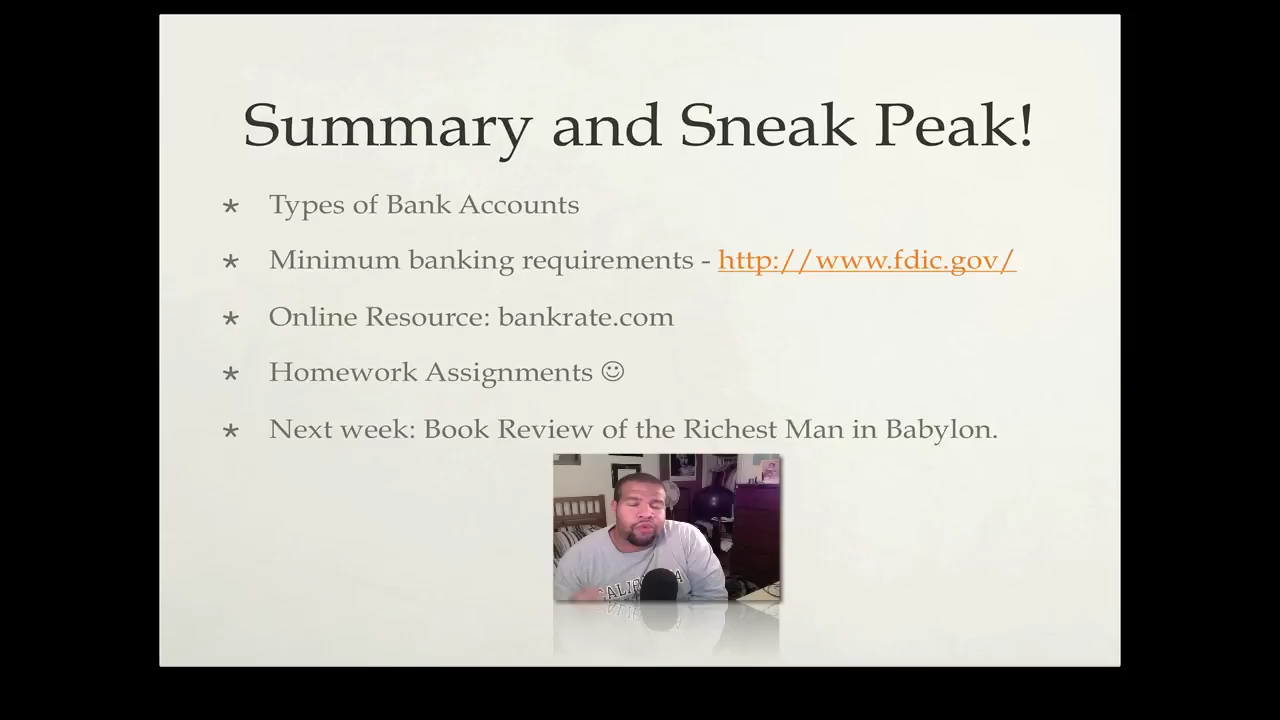 Summary and Sneak Peak!
* Types of Bank Accounts
* Minimum banking requirements - http://www.fdic.gov/
* Online Resource: bankrate.com
* Homework Assignments ☺
* Next week: Book Review of the Richest Man in Babylon.